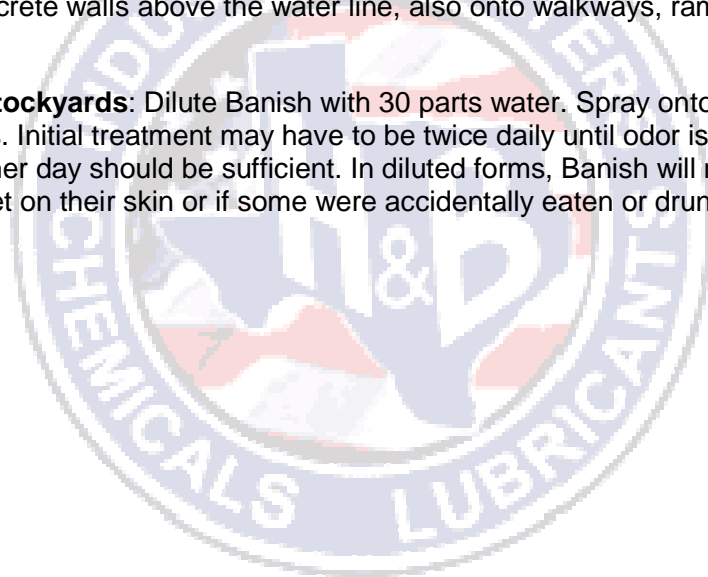 crete walls above the water line, also onto walkways, ran
tockyards: Dilute Banish with 30 parts water. Spray onto
. Initial treatment may have to be twice daily until odor is
er day should be sufficient. In diluted forms, Banish will
et on their skin or if some were accidentally eaten or drun
H&B
CHEMICALS
LUBRICANTS